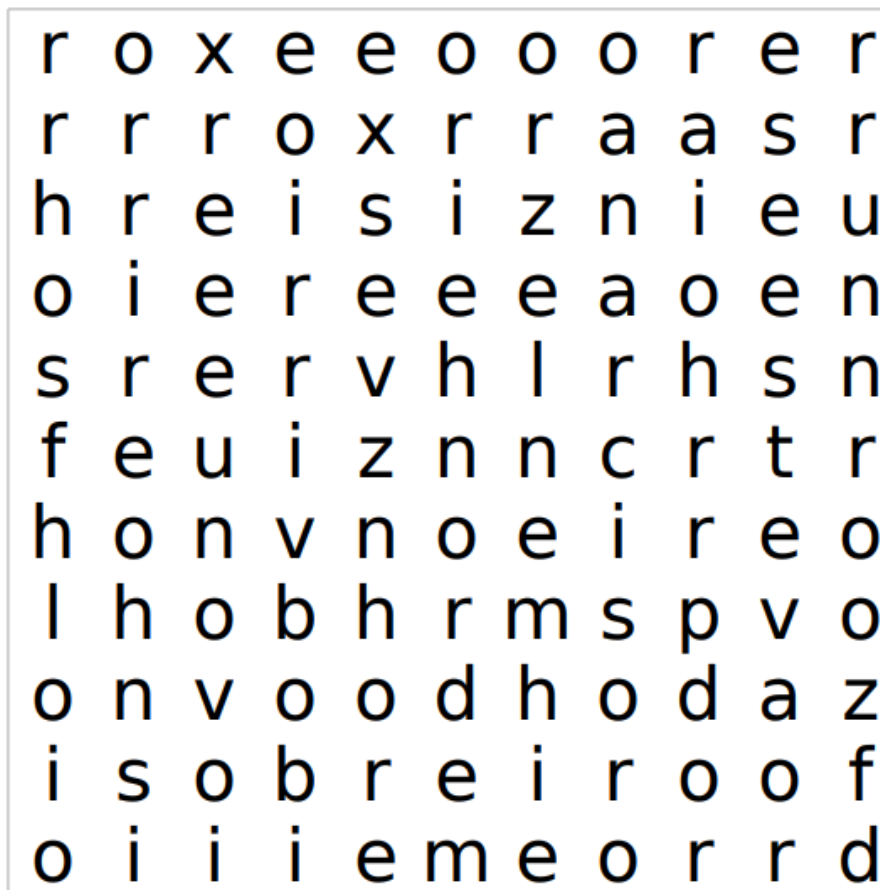 r o x e e o o o r e r
r r r o x r r a a s r
h r e i s i z n i e u
o i e r e e e a o e n
s r e r v h l r h s n
f e u i z n n c r t r
h o n v n o e i r e o
l h o b h r m s p v o
o n v o o d h o d a z
i s o b r e i r o o f
o i i i e m e o r r d